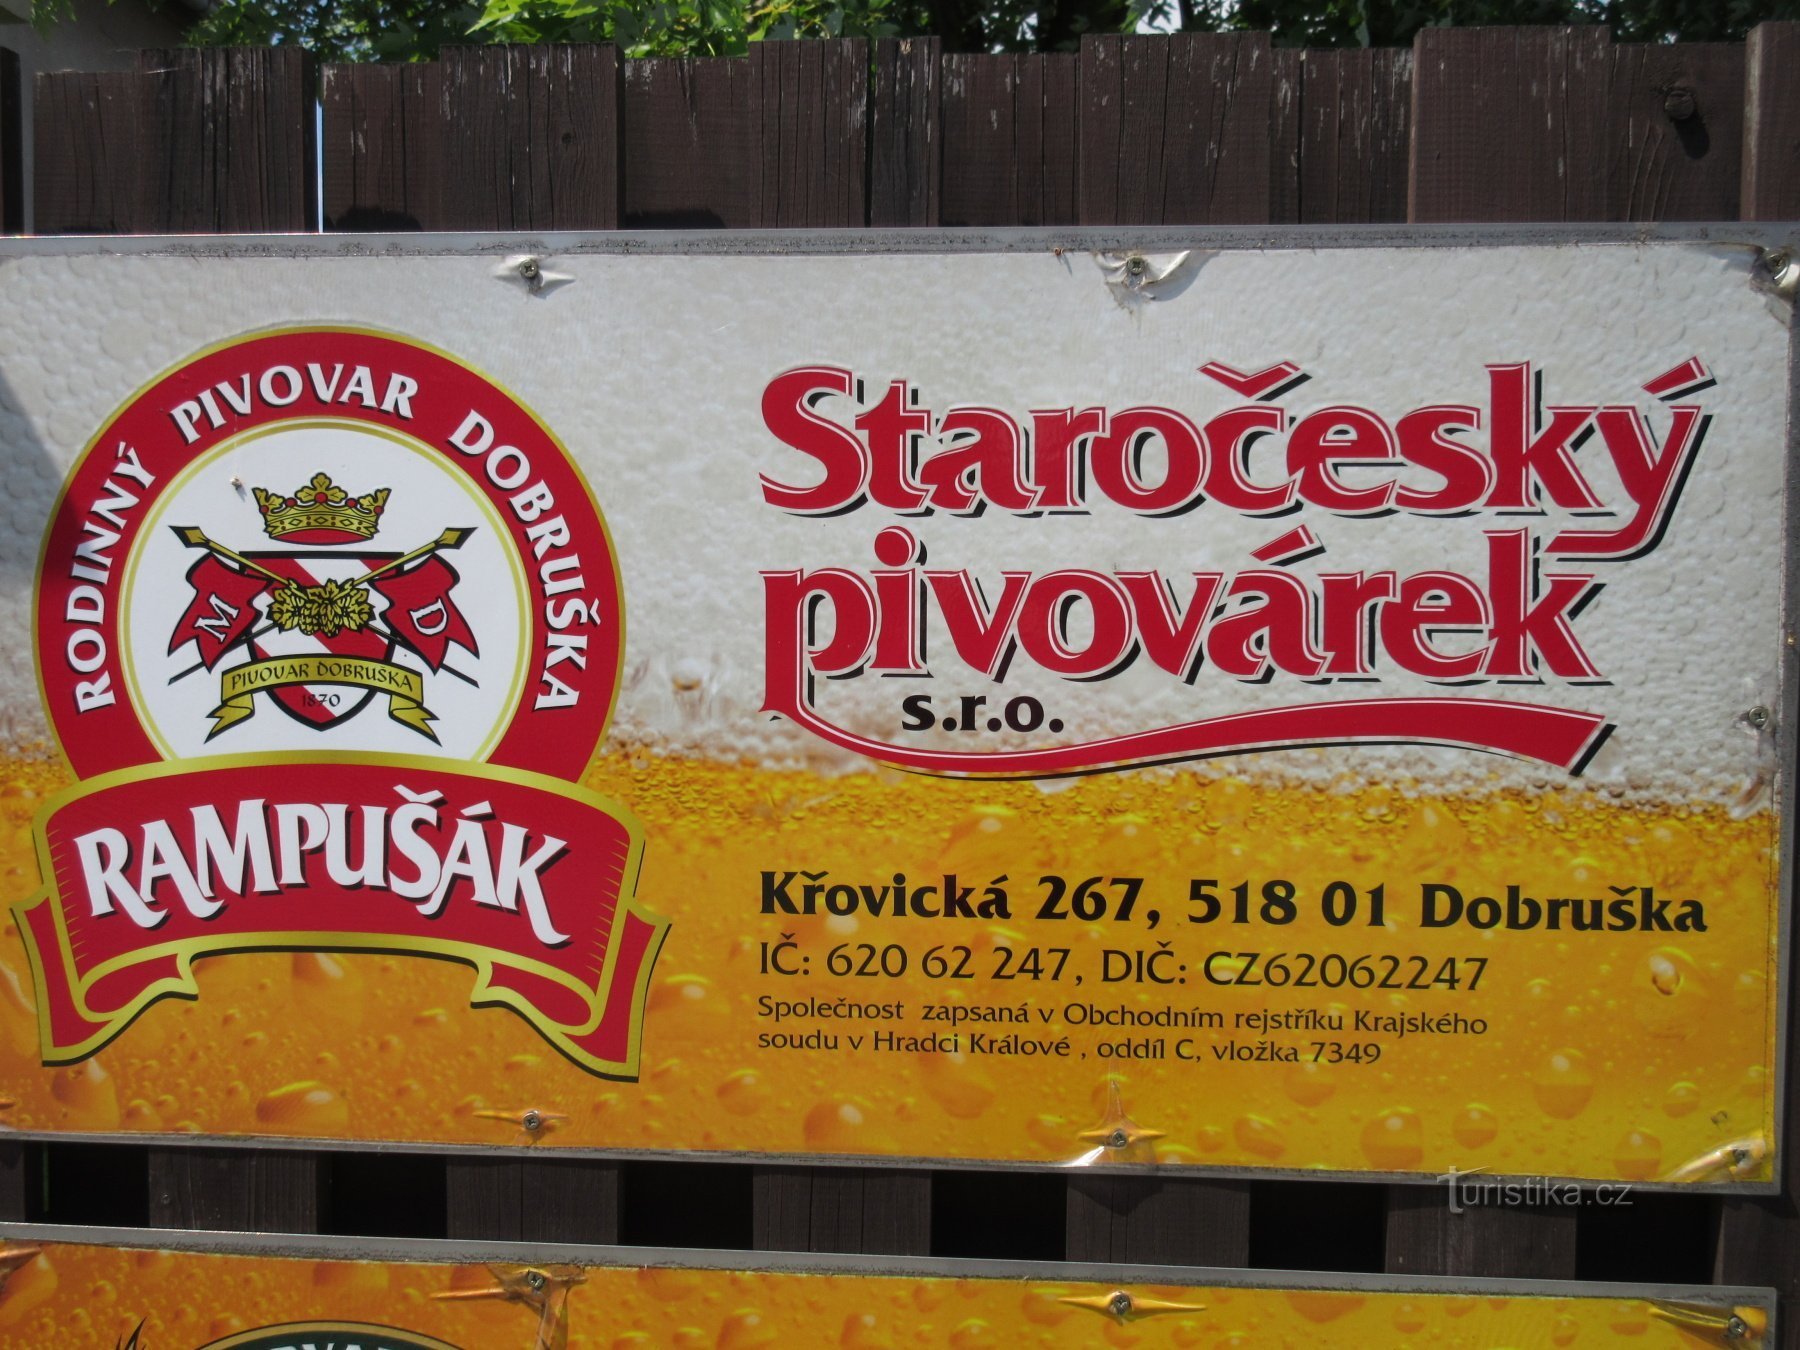 RODINNÝ PIVOVAR DOBRUŠKA
M D
PIVOVAR DOBRUŠKA
1870
RAMPUŠÁK
Staročeský
pivovárek
s.r.o.
Křovická 267, 518 01 Dobruška
IČ: 620 62 247, DIČ: CZ62062247
Společnost zapsaná v Obchodním rejstříku Krajského
soudu v Hradci Králové , oddíl C, vložka 7349
Turistika.cz